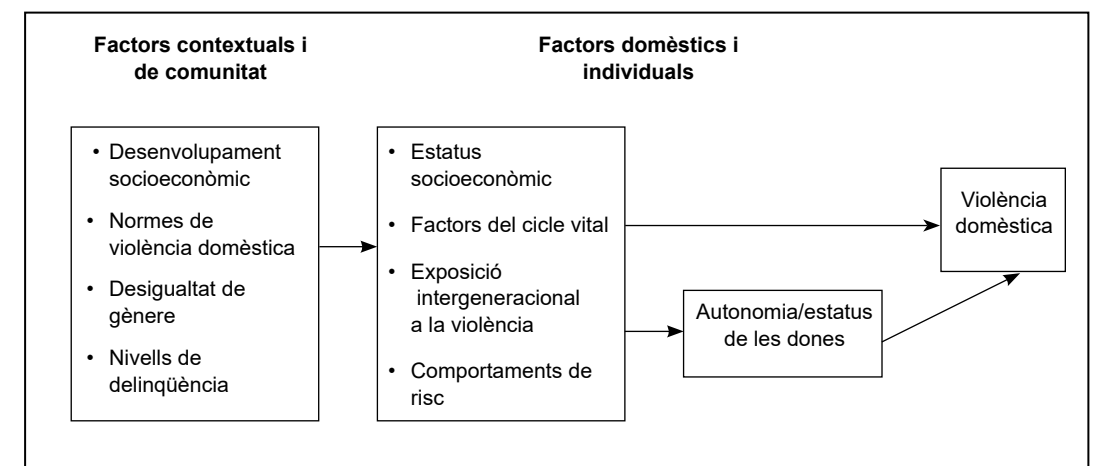 Factors contextuals i
de comunitat
Factors domèstics i
individuals
• Desenvolupament
socioeconòmic
• Normes de
violència domèstica
• Desigualtat de
gènere
• Nivells de
delinqüència
• Estatus
socioeconòmic
• Factors del cicle vital
• Exposició
intergeneracional
a la violència
• Comportaments de
risc
Autonomia/estatus
de les dones
Violència
domèstica